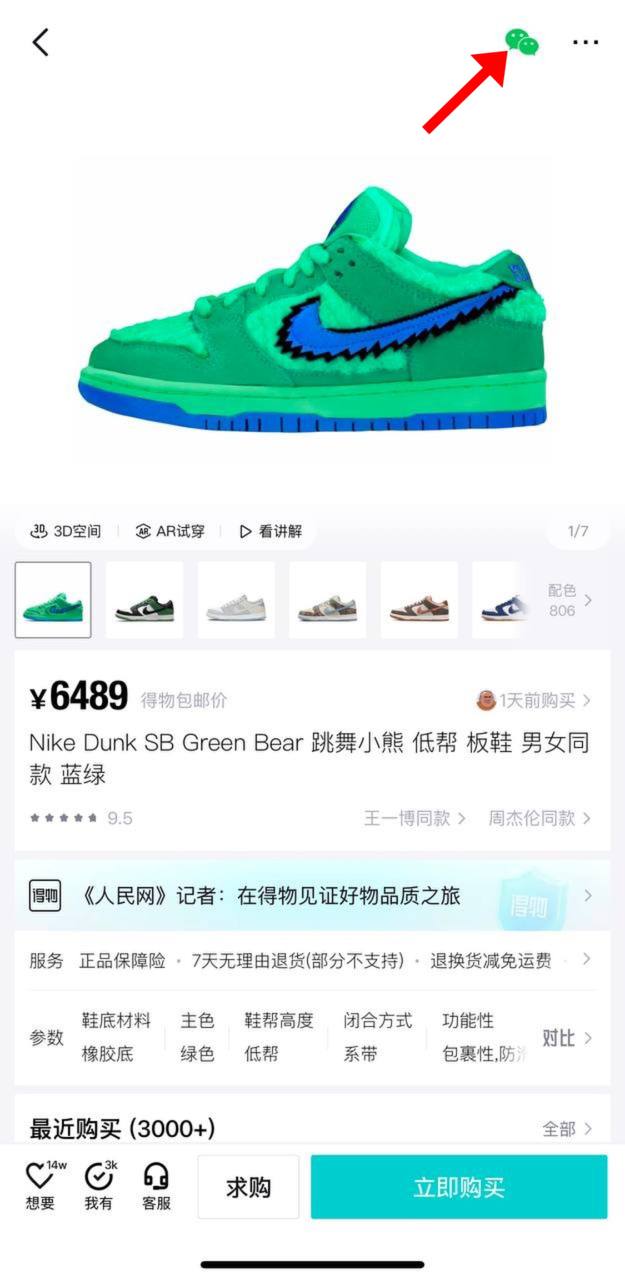 3D 3D空间
AR AR试穿
看讲解
1/7
配色
806
¥6489 得物包邮价
1天前购买
Nike Dunk SB Green Bear 跳舞小熊 低帮 板鞋 男女同
款 蓝绿
9.5
王一博同款
周杰伦同款
得物 《人民网》记者：在得物见证好物品质之旅
得物
服务 正品保障险 · 7天无理由退货(部分不支持) · 退换货减免运费
参数
鞋底材料 主色 鞋帮高度 闭合方式 功能性
橡胶底 绿色 低帮 系带 包裹性,防滑
对比
最近购买 (3000+)
全部
14w 3k
想要 我有 客服
求购
立即购买